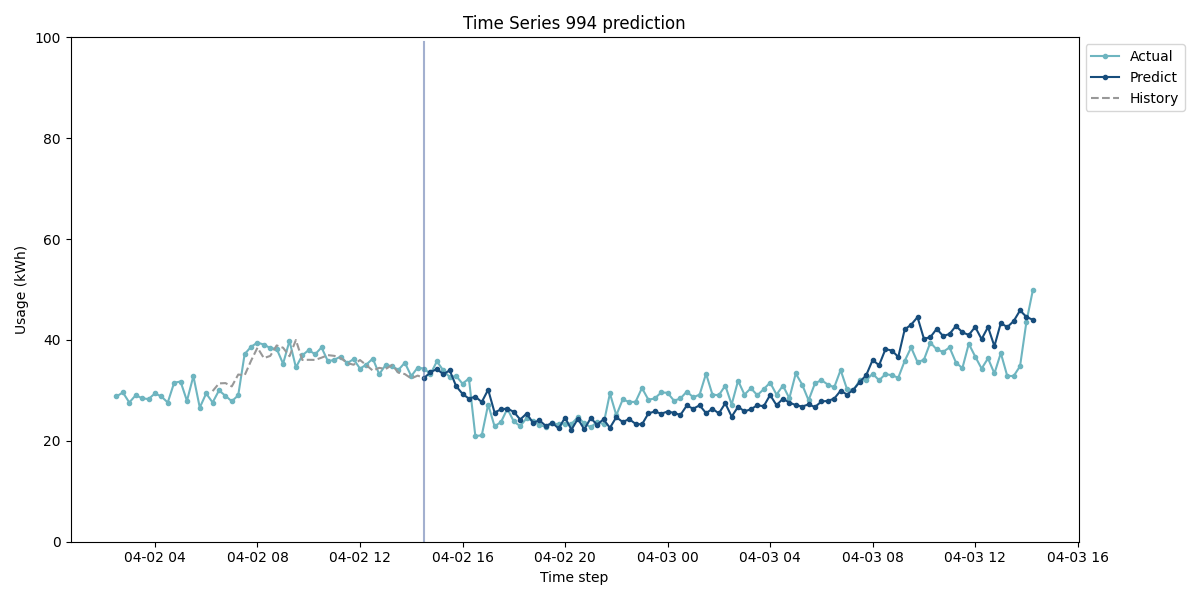 Time Series 994 prediction
Usage (kWh)
100
80
60
40
20
0
04-02 04
04-02 08
04-02 12
04-02 16
04-02 20
04-03 00
04-03 04
04-03 08
04-03 12
04-03 16
Time step
Actual
Predict
History